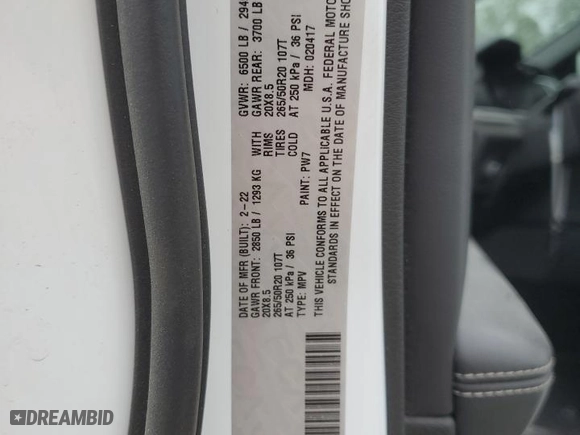 DATE OF MFR (BUILT): 2-22 GVWR: 6500 LB / 294
GAWR FRONT: 2850 LB / 1293 KG WITH GAWR REAR: 3700 LB
20X8.5 RIMS 20X8.5
265/50R20 107T TIRES 265/50R20 107T
AT 250 kPa / 36 PSI COLD AT 250 kPa / 36 PSI
TYPE: MPV PAINT: PW7 MDH: 020417
THIS VEHICLE CONFORMS TO ALL APPLICABLE U.S.A. FEDERAL MOTO
STANDARDS IN EFFECT ON THE DATE OF MANUFACTURE SHO
DREAMBID